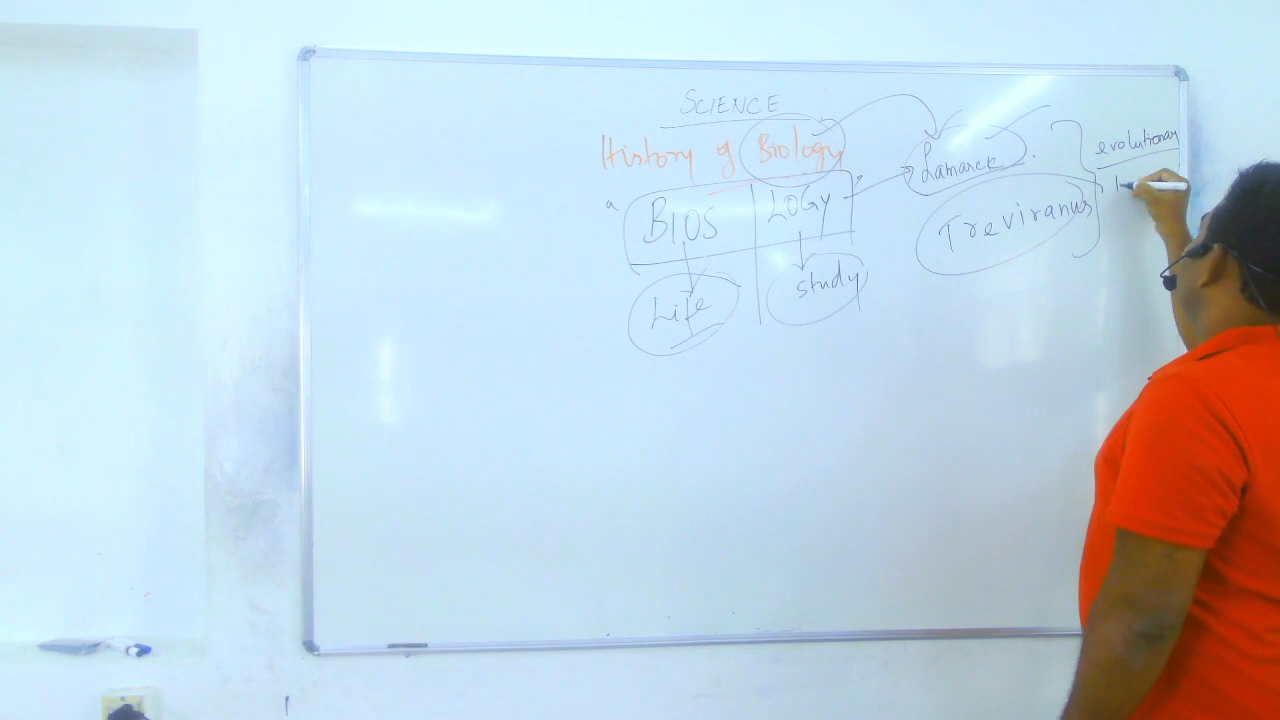 SCIENCE
History of Biology
BIOS LOGY
Life study
Lamarck
Treviranus
evolutionary